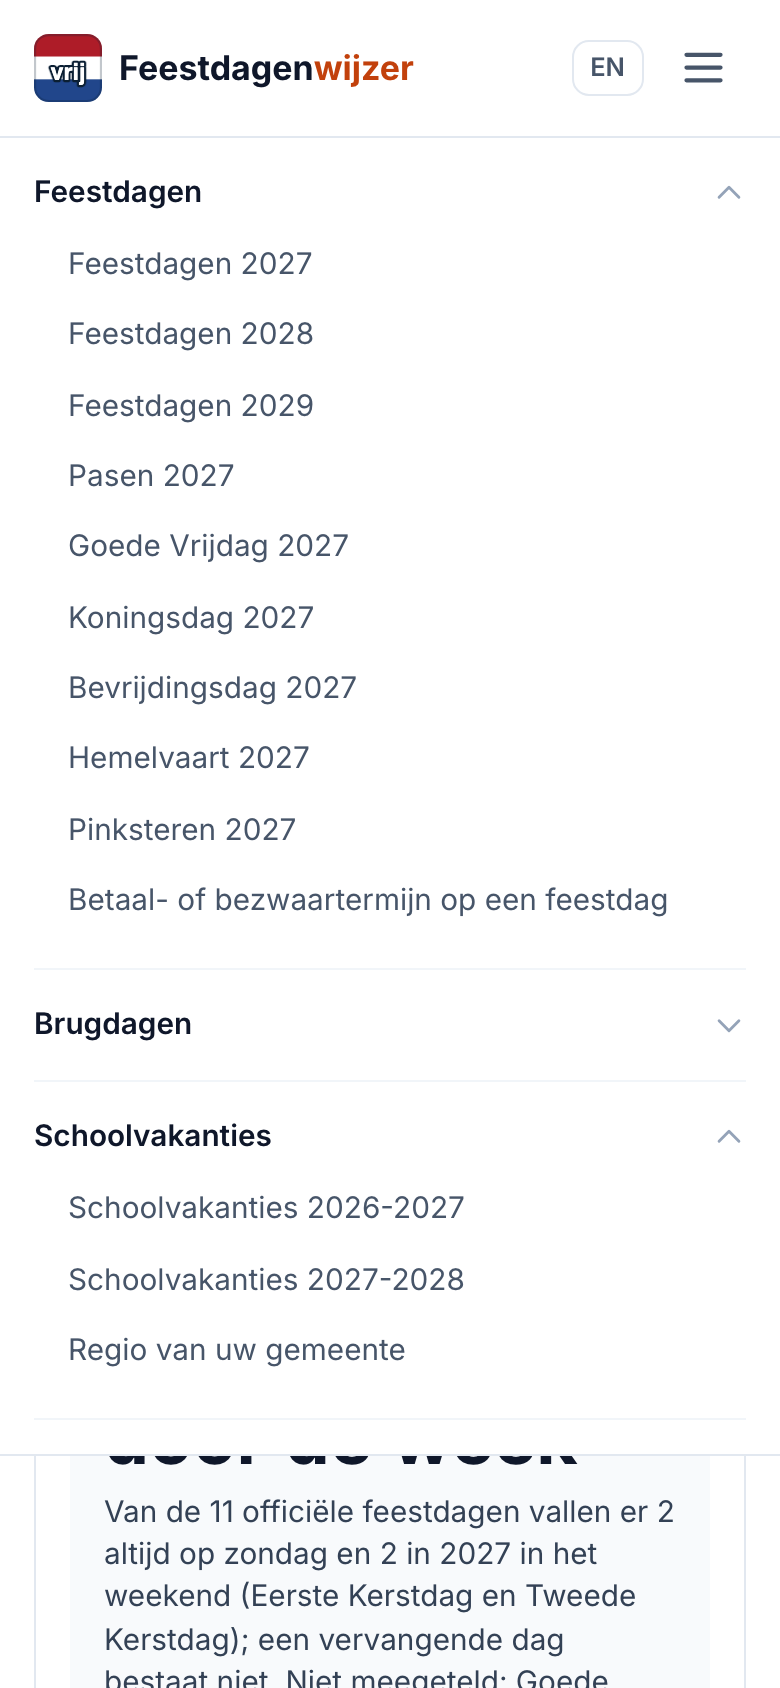 vrij Feestdagenwijzer EN
Feestdagen
Feestdagen 2027
Feestdagen 2028
Feestdagen 2029
Pasen 2027
Goede Vrijdag 2027
Koningsdag 2027
Bevrijdingsdag 2027
Hemelvaart 2027
Pinksteren 2027
Betaal- of bezwaartermijn op een feestdag
Brugdagen
Schoolvakanties
Schoolvakanties 2026-2027
Schoolvakanties 2027-2028
Regio van uw gemeente
door de week
Van de 11 officiële feestdagen vallen er 2
altijd op zondag en 2 in 2027 in het
weekend (Eerste Kerstdag en Tweede
Kerstdag); een vervangende dag
bestaat niet. Niet meegeteld: Goede